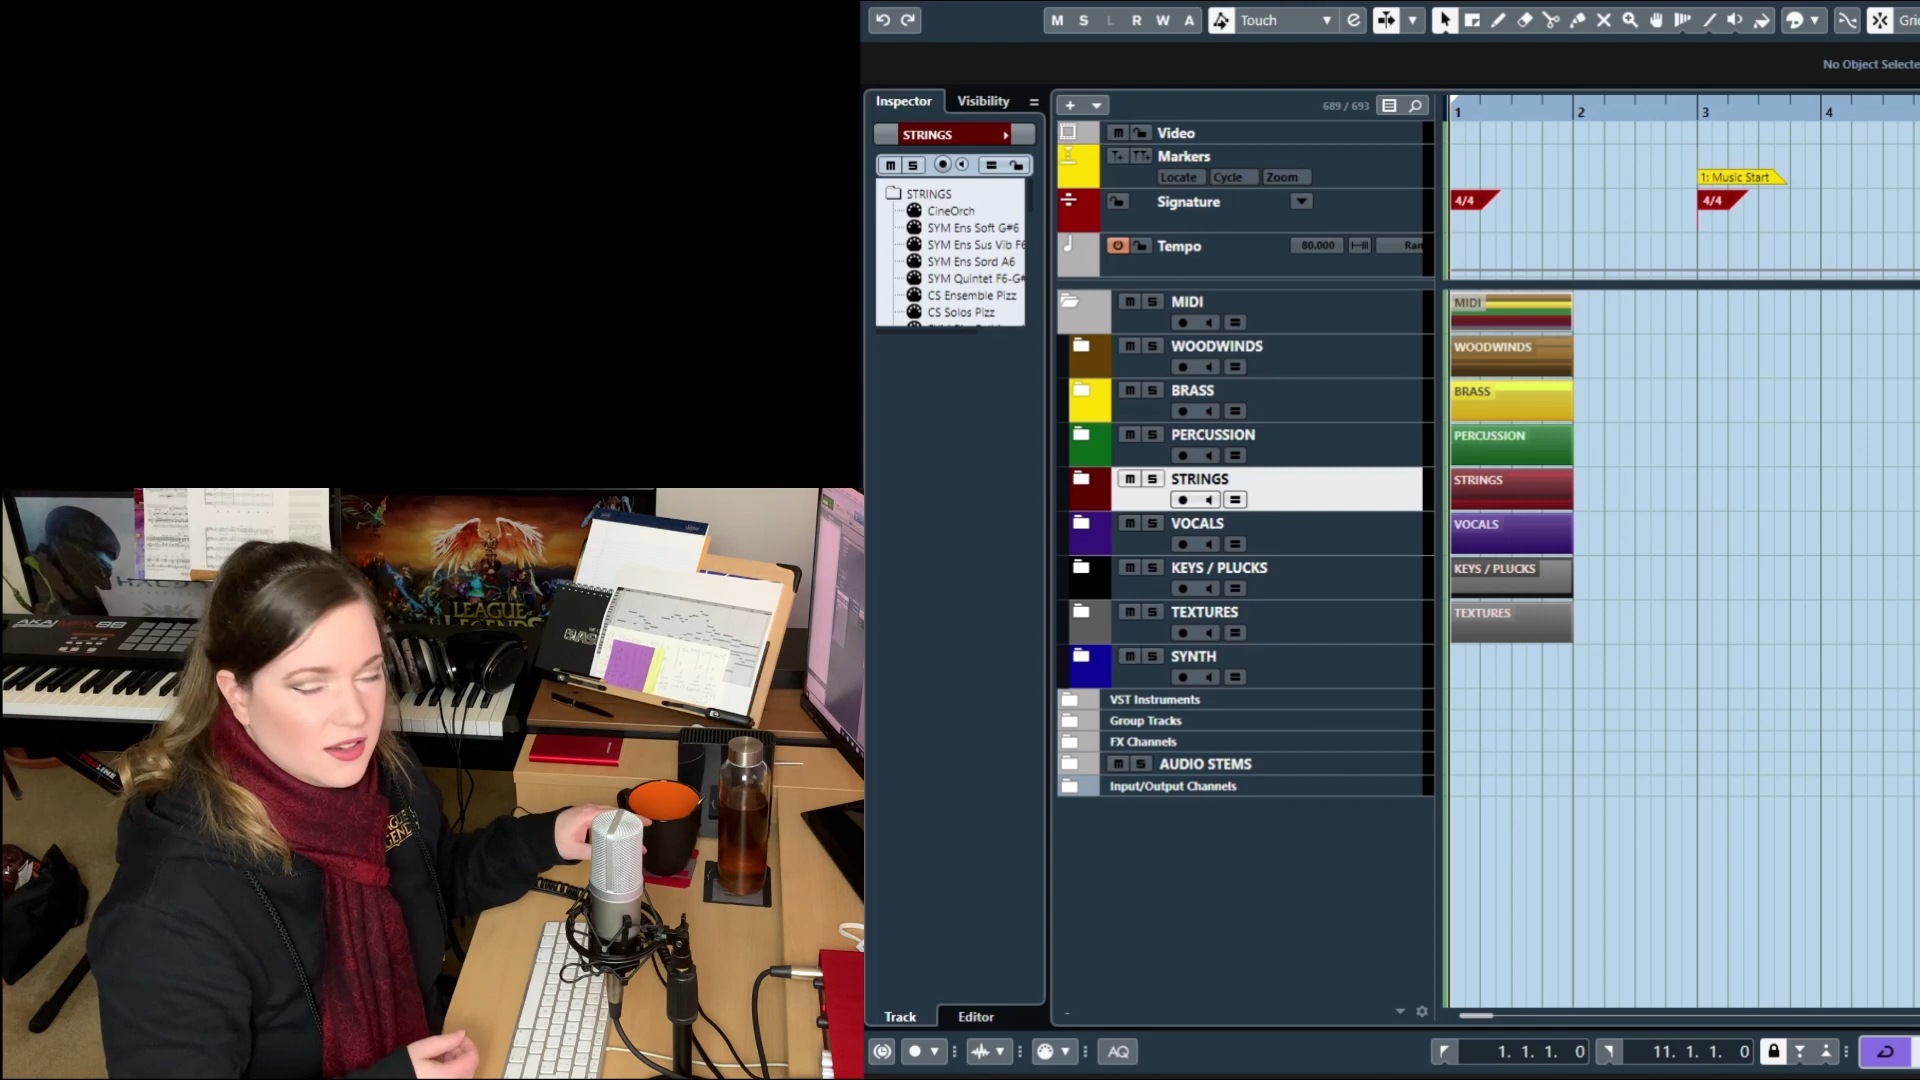 M S L R W A
Touch
Grid
No Object Selecte
Inspector
Visibility
STRINGS
m S
STRINGS
CineOrch
SYM Ens Soft G#6
SYM Ens Sus Vib F6
SYM Ens Sord A6
SYM Quintet F6-G#
CS Ensemble Pizz
CS Solos Pizz
689 / 693
m Video
Markers
Locate Cycle Zoom
Signature
Tempo
80.000
Ran
m S MIDI
m S WOODWINDS
m S BRASS
m S PERCUSSION
m S STRINGS
m S VOCALS
m S KEYS / PLUCKS
m S TEXTURES
m S SYNTH
VST Instruments
Group Tracks
FX Channels
m S AUDIO STEMS
Input/Output Channels
1 2 3 4
1: Music Start
4/4 4/4
MIDI
WOODWINDS
BRASS
PERCUSSION
STRINGS
VOCALS
KEYS / PLUCKS
TEXTURES
Track
Editor
AQ
1. 1. 1. 0
11. 1. 1. 0
AKAI
88
LEAGUE
LEGENDS